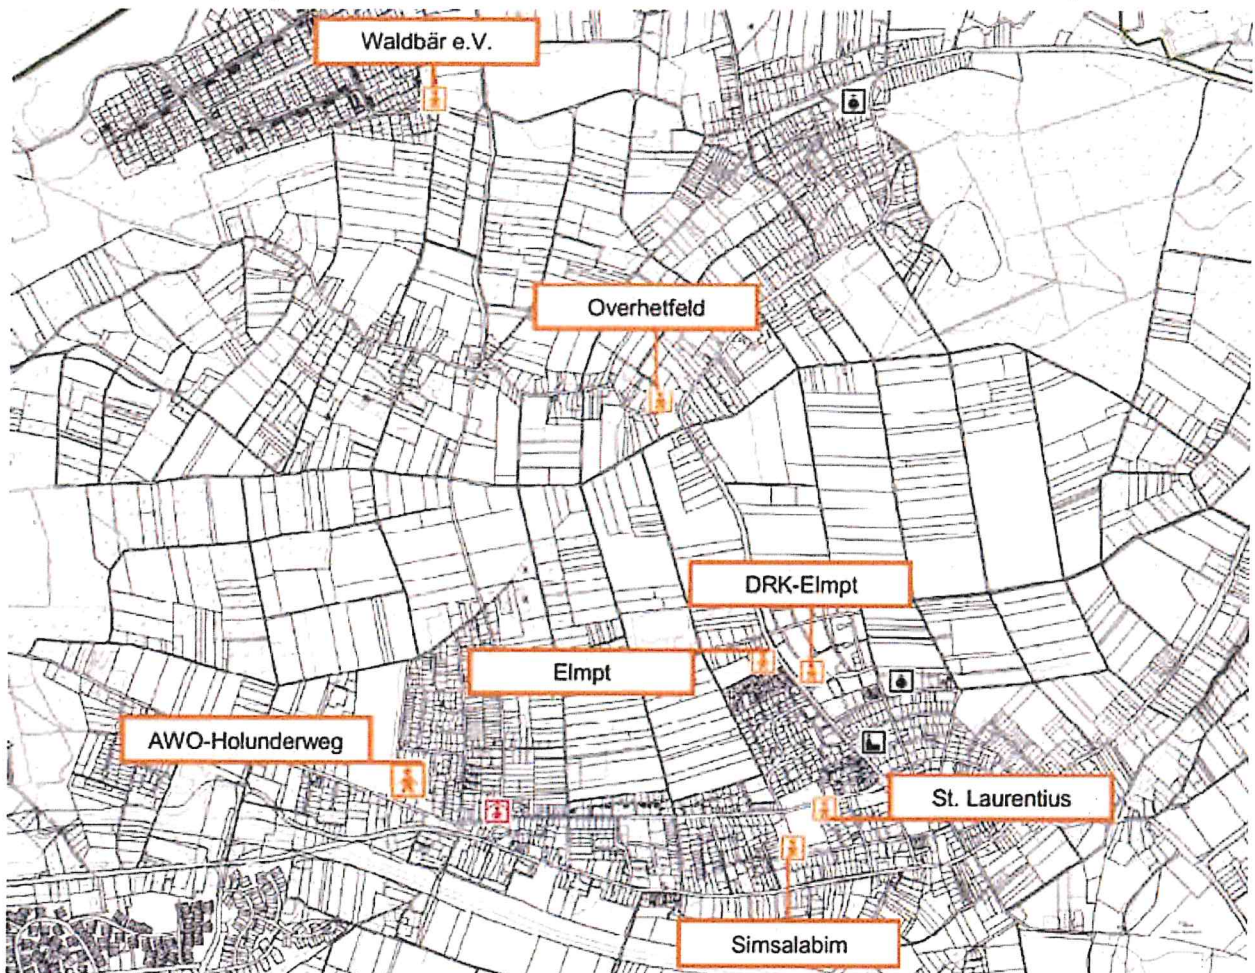 Waldbär e.V.
Overhetfeld
DRK-Elmpt
Elmpt
AWO-Holunderweg
St. Laurentius
Simsalabim